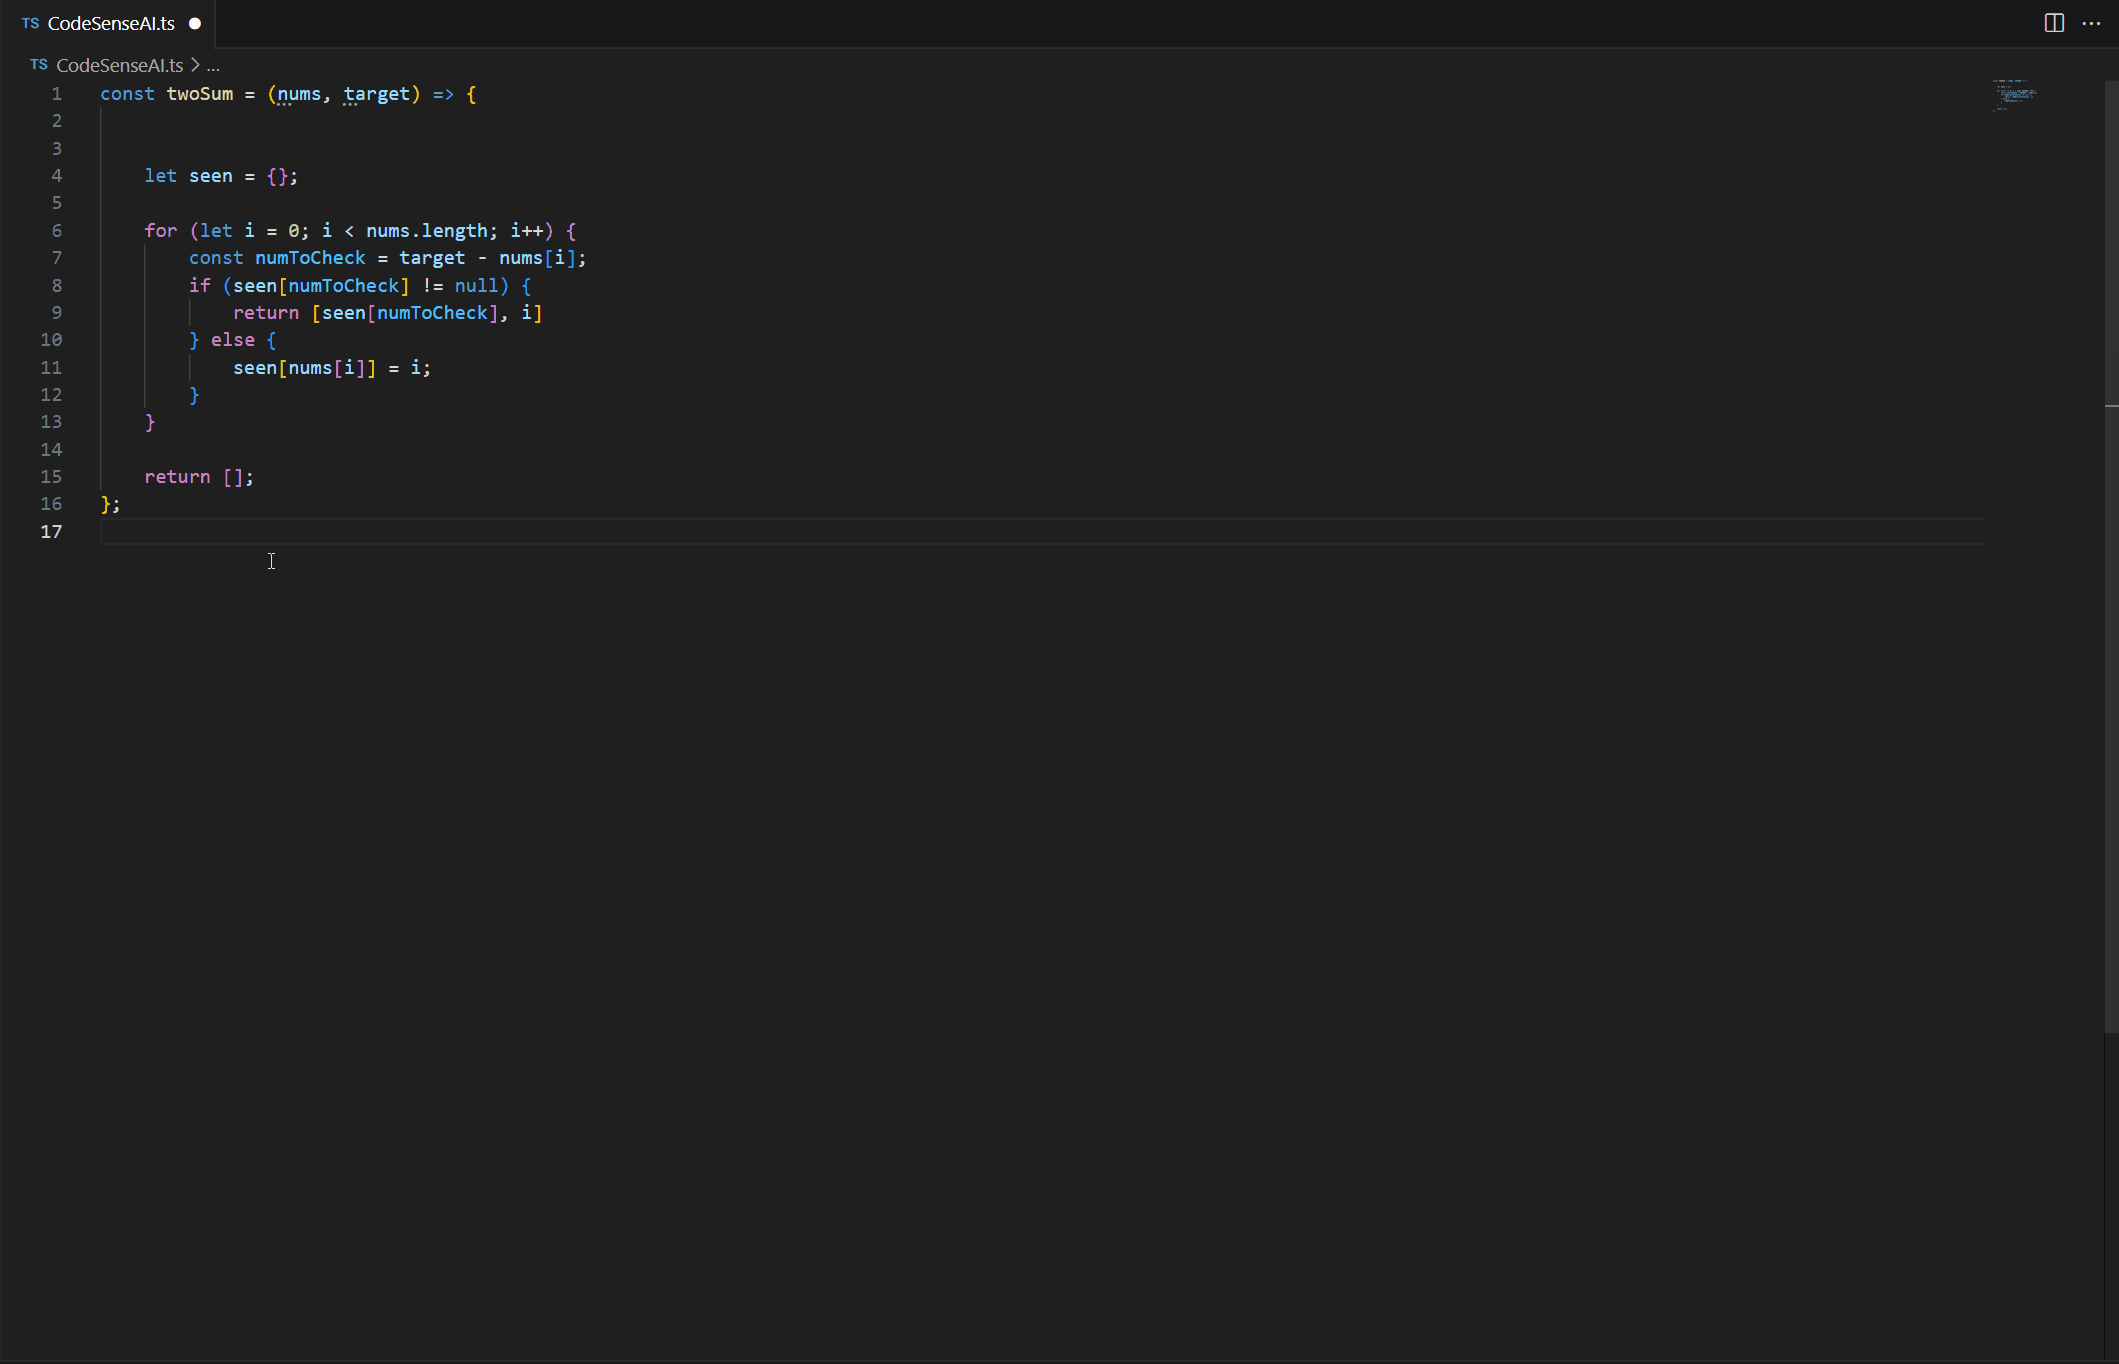 TS CodeSenseAI.ts
TS CodeSenseAI.ts > ...
1 const twoSum = (nums, target) => {
2
3
4 let seen = {};
5
6 for (let i = 0; i < nums.length; i++) {
7 const numToCheck = target - nums[i];
8 if (seen[numToCheck] != null) {
9 return [seen[numToCheck], i]
10 } else {
11 seen[nums[i]] = i;
12 }
13 }
14
15 return [];
16 };
17